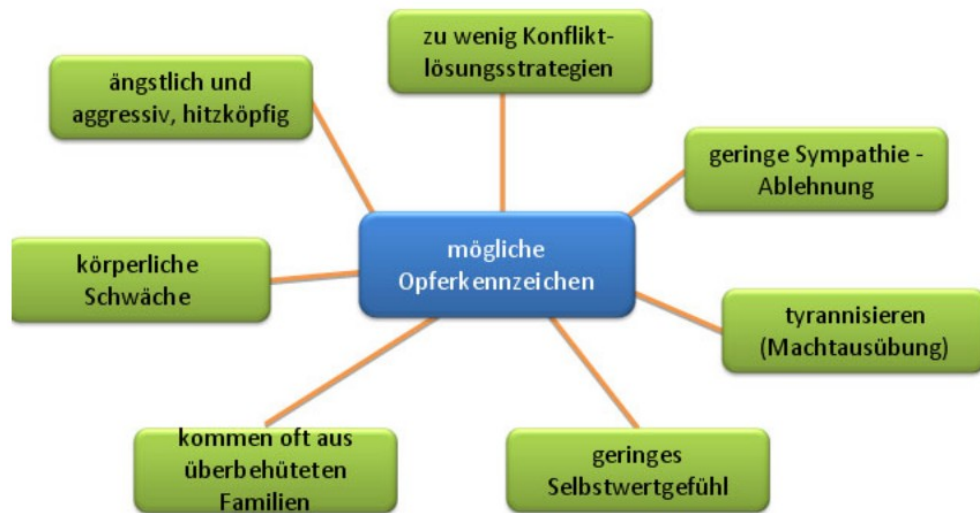 zu wenig Konflikt-
lösungsstrategien
ängstlich und
aggressiv, hitzköpfig
geringe Sympathie -
Ablehnung
mögliche
Opferkennzeichen
körperliche
Schwäche
tyrannisieren
(Machtausübung)
kommen oft aus
überbehüteten
Familien
geringes
Selbstwertgefühl